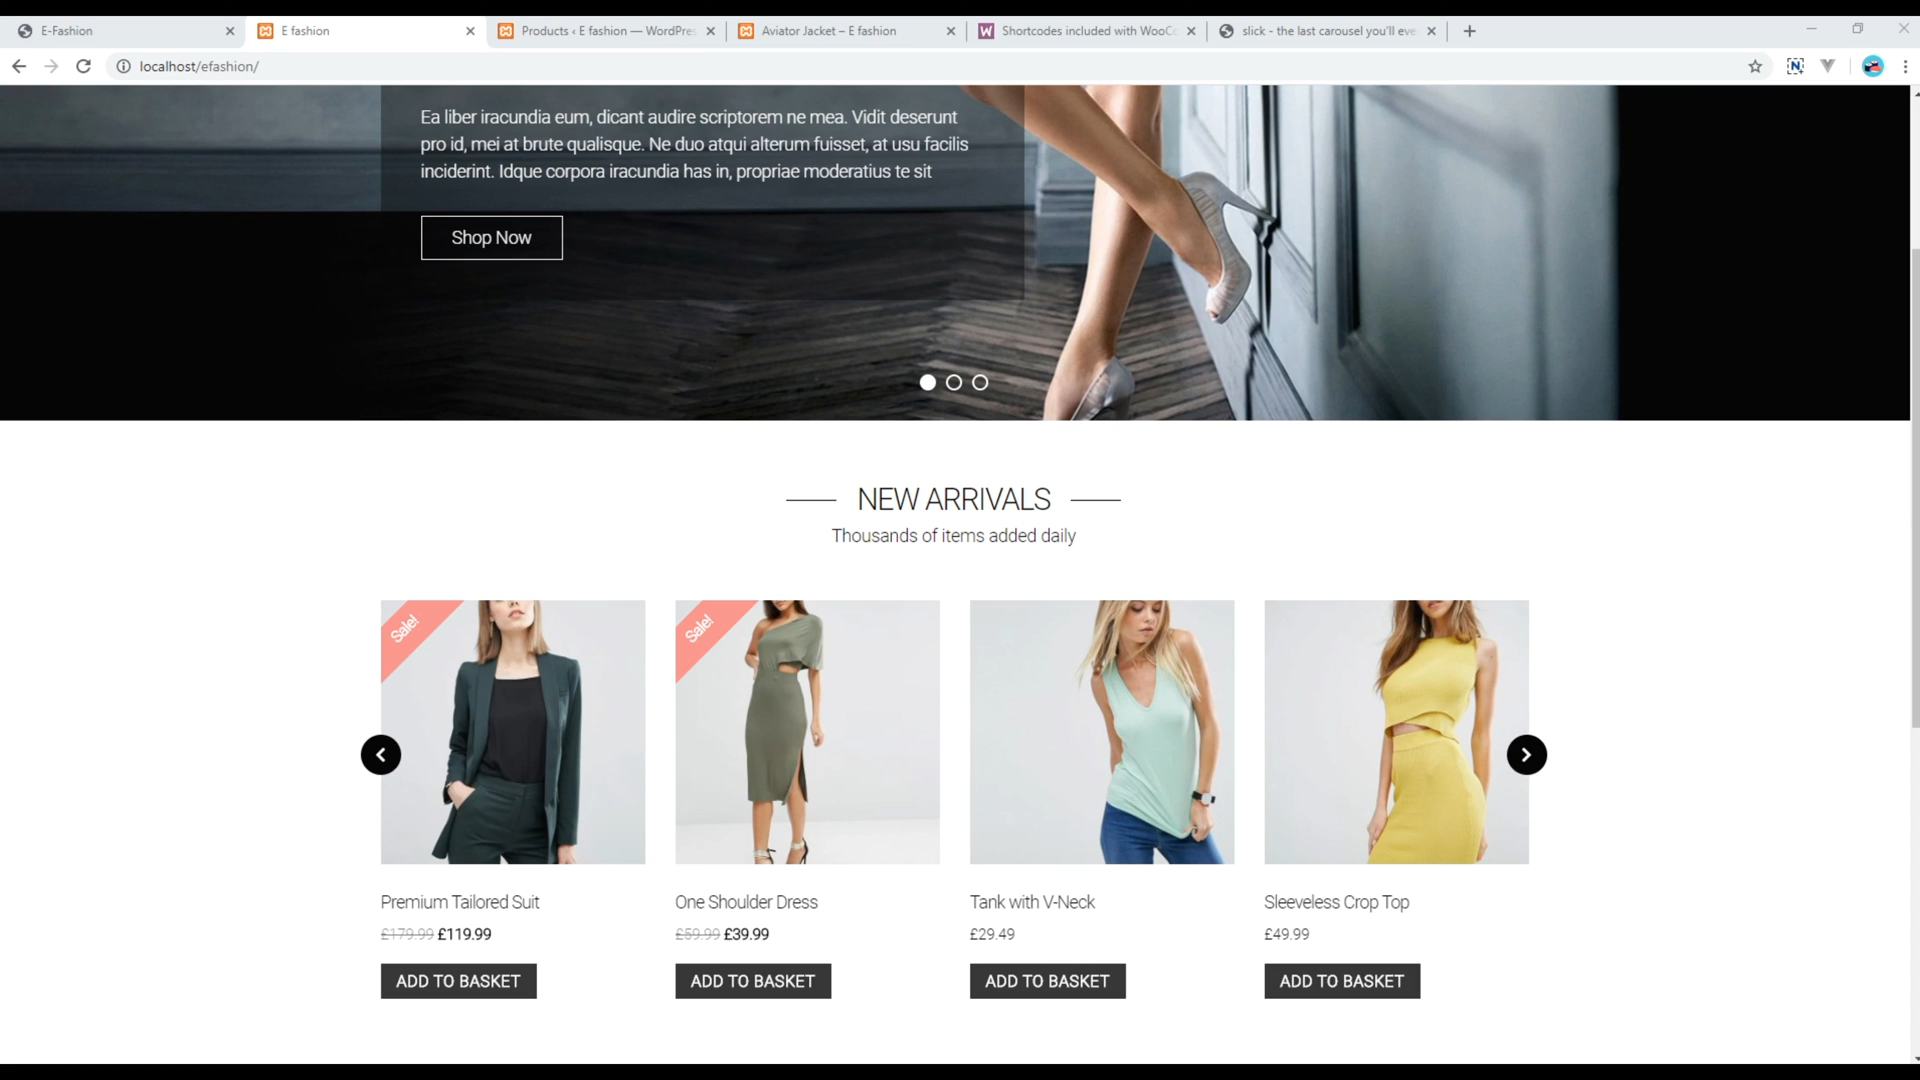 E-Fashion
E fashion
Products ‹ E fashion — WordPres
Aviator Jacket – E fashion
Shortcodes included with WooCo
slick - the last carousel you'll eve
localhost/efashion/
Ea liber iracundia eum, dicant audire scriptorem ne mea. Vidit deserunt
pro id, mei at brute qualisque. Ne duo atqui alterum fuisset, at usu facilis
inciderint. Idque corpora iracundia has in, propriae moderatius te sit
Shop Now
NEW ARRIVALS
Thousands of items added daily
Sale!
Sale!
Premium Tailored Suit
£179.99 £119.99
ADD TO BASKET
One Shoulder Dress
£59.99 £39.99
ADD TO BASKET
Tank with V-Neck
£29.49
ADD TO BASKET
Sleeveless Crop Top
£49.99
ADD TO BASKET